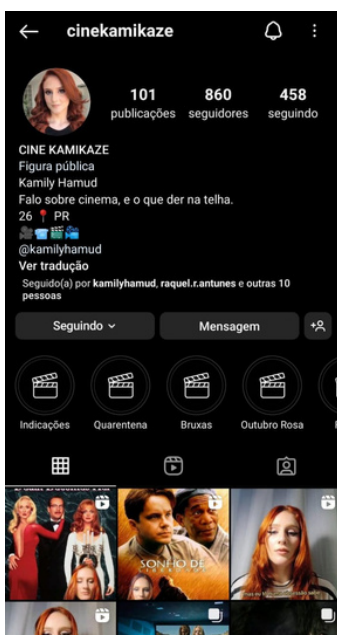 cinekamikaze
101 860 458
publicações seguidores seguindo
CINE KAMIKAZE
Figura pública
Kamily Hamud
Falo sobre cinema, e o que der na telha.
26 📍 PR
@kamilyhamud
Ver tradução
Seguido(a) por kamilyhamud, raquel.r.antunes e outras 10
pessoas
Seguindo
Mensagem
Indicações Quarentena Bruxas Outubro Rosa
SONHO DE